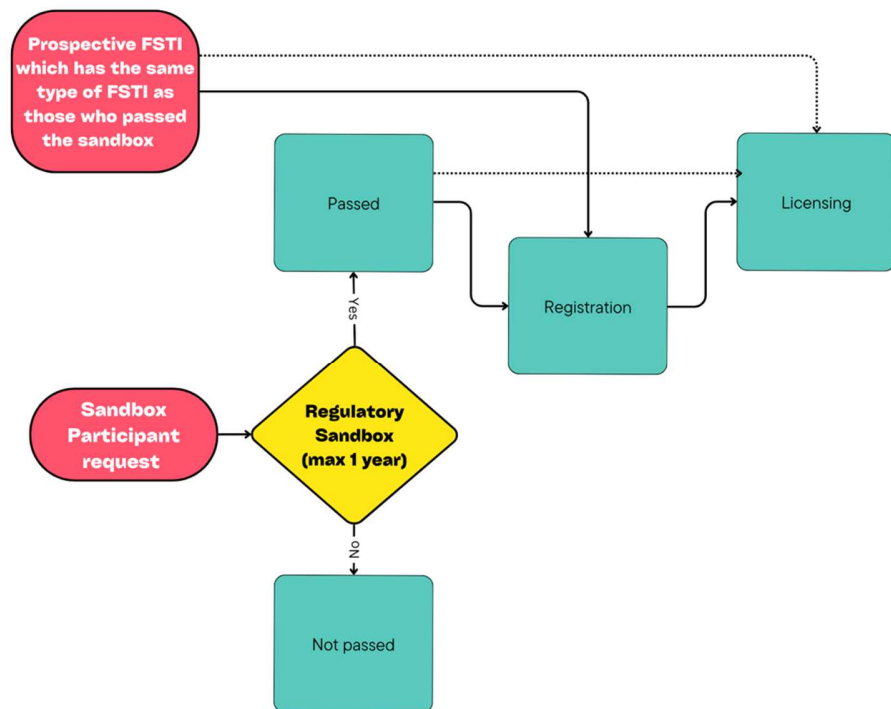 Prospective FSTI
which has the same
type of FSTI as
those who passed
the sandbox
Passed
Licensing
Registration
Yes
Sandbox
Participant
request
Regulatory
Sandbox
(max 1 year)
No
Not passed